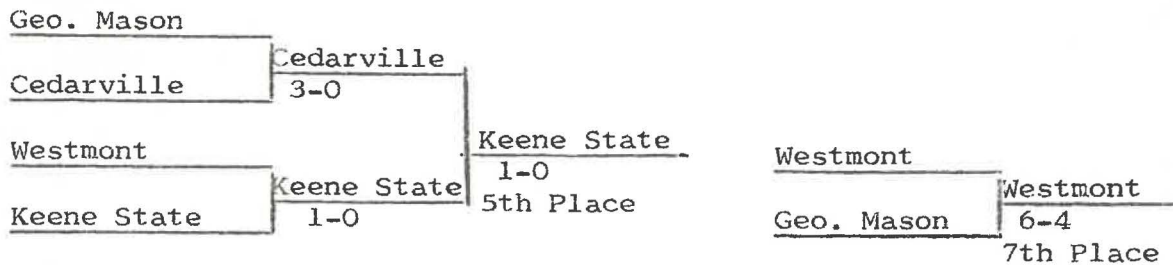 Geo. Mason
Cedarville
Cedarville
3-0
Westmont
Keene State
Keene State
1-0
Keene State
1-0
5th Place
Westmont
Geo. Mason
Westmont
6-4
7th Place